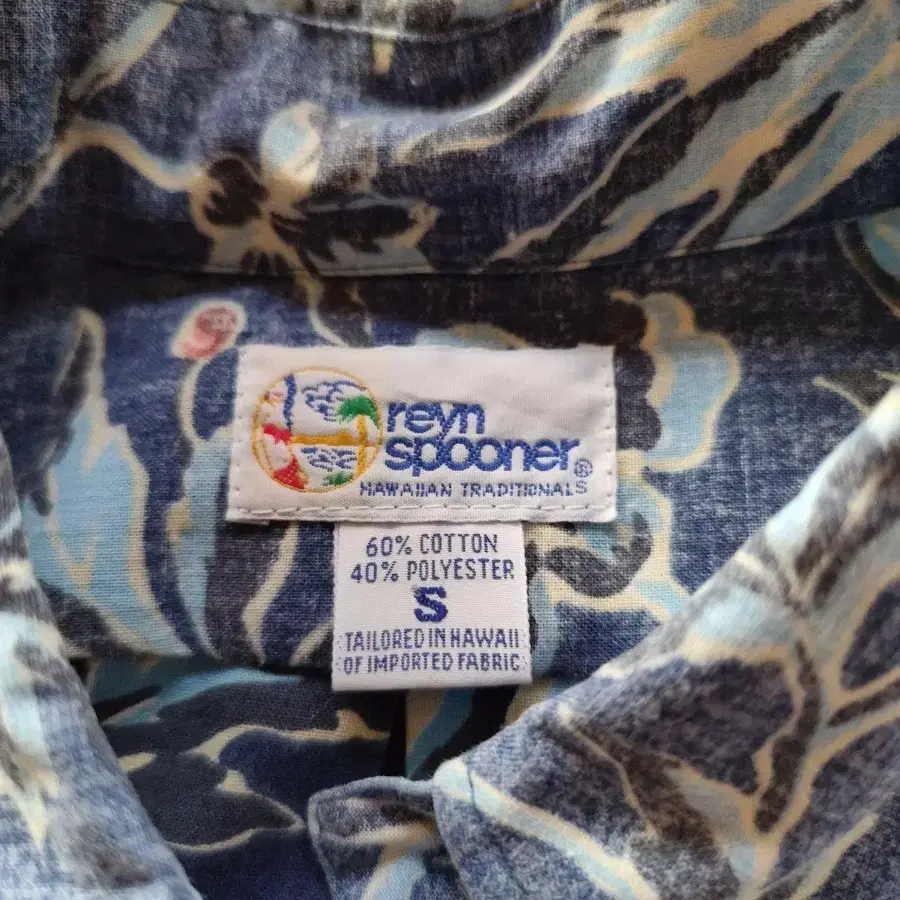 reyn
spooner®
HAWAIIAN TRADITIONALS
60% COTTON
40% POLYESTER
S
TAILORED IN HAWAII
OF IMPORTED FABRIC